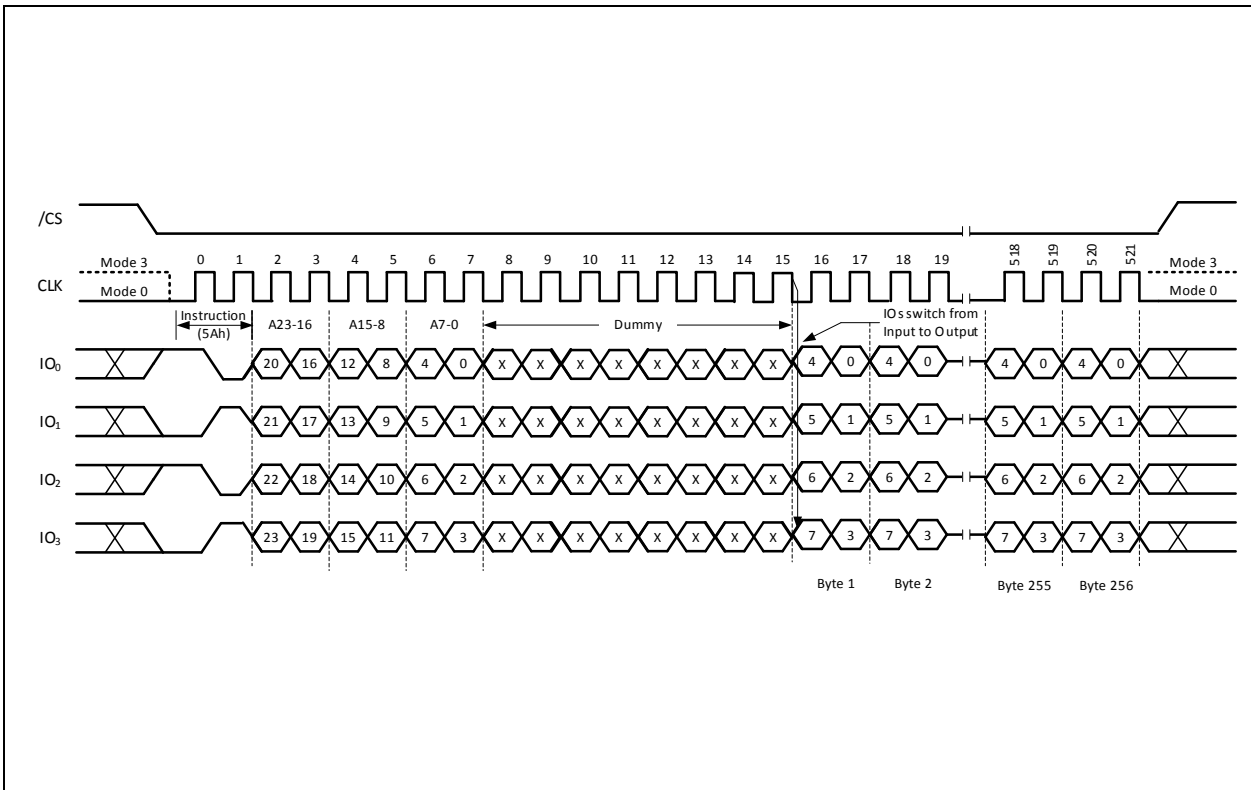 /CS
Mode 3
CLK
Mode 0
0 1 2 3 4 5 6 7 8 9 10 11 12 13 14 15 16 17 18 19 518 519 520 521
Mode 3
Mode 0
Instruction
(5Ah)
A23-16 A15-8 A7-0 Dummy
IOs switch from
Input to Output
IO0 20 16 12 8 4 0 X X X X X X X X 4 0 4 0 4 0 4 0
IO1 21 17 13 9 5 1 X X X X X X X X 5 1 5 1 5 1 5 1
IO2 22 18 14 10 6 2 X X X X X X X X 6 2 6 2 6 2 6 2
IO3 23 19 15 11 7 3 X X X X X X X X 7 3 7 3 7 3 7 3
Byte 1 Byte 2 Byte 255 Byte 256